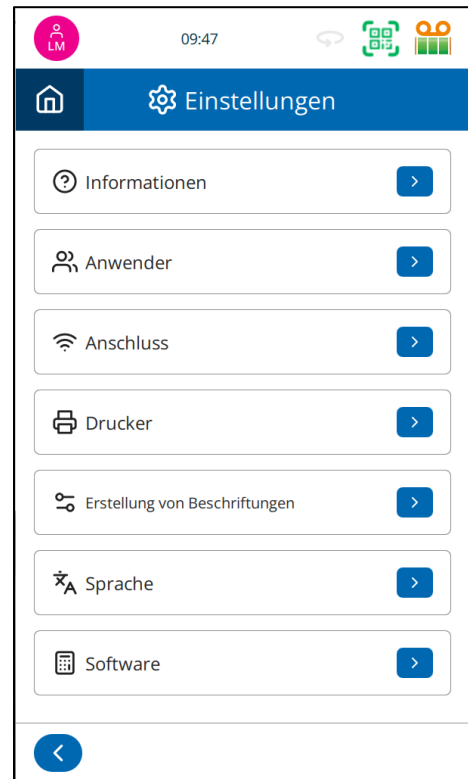 09:47
LM
Einstellungen
Informationen
Anwender
Anschluss
Drucker
Erstellung von Beschriftungen
Sprache
Software